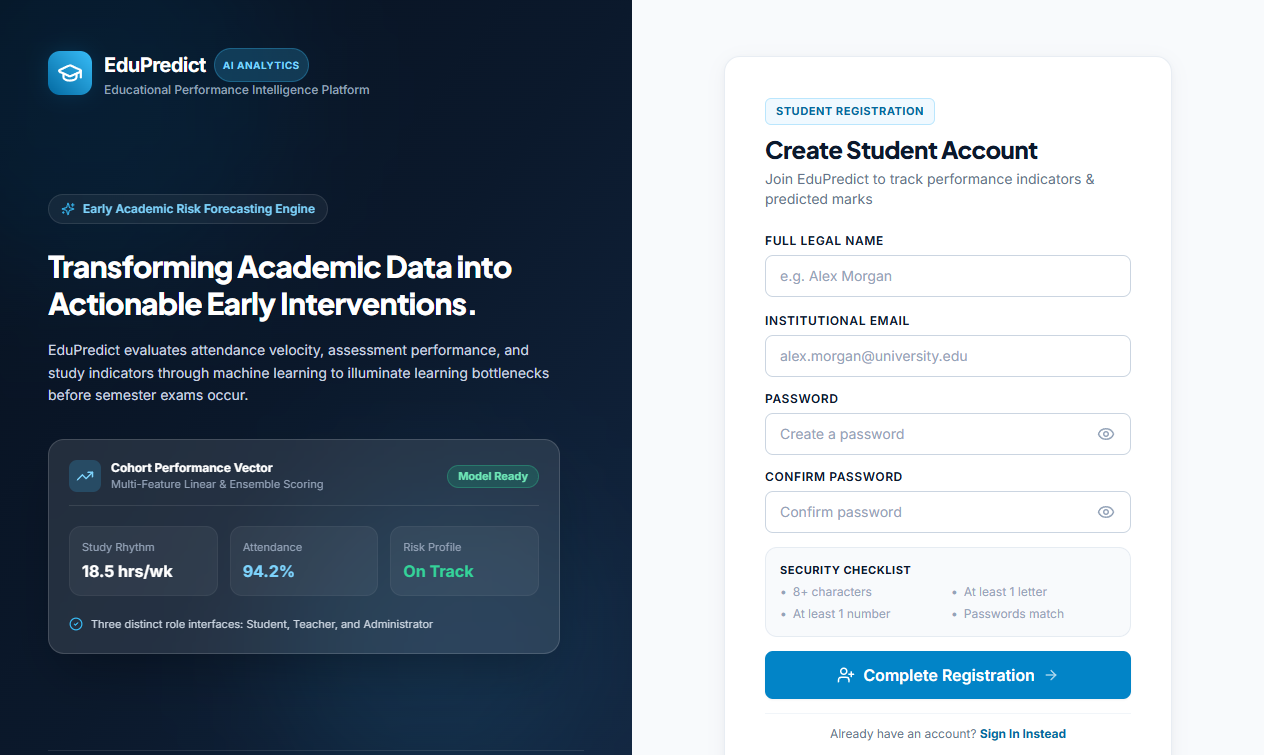 EduPredict
AI ANALYTICS
Educational Performance Intelligence Platform
Early Academic Risk Forecasting Engine
Transforming Academic Data into
Actionable Early Interventions.
EduPredict evaluates attendance velocity, assessment performance, and
study indicators through machine learning to illuminate learning bottlenecks
before semester exams occur.
Cohort Performance Vector
Multi-Feature Linear & Ensemble Scoring
Model Ready
Study Rhythm
18.5 hrs/wk
Attendance
94.2%
Risk Profile
On Track
Three distinct role interfaces: Student, Teacher, and Administrator
STUDENT REGISTRATION
Create Student Account
Join EduPredict to track performance indicators &
predicted marks
FULL LEGAL NAME
e.g. Alex Morgan
INSTITUTIONAL EMAIL
alex.morgan@university.edu
PASSWORD
Create a password
CONFIRM PASSWORD
Confirm password
SECURITY CHECKLIST
• 8+ characters
• At least 1 letter
• At least 1 number
• Passwords match
Complete Registration →
Already have an account? Sign In Instead